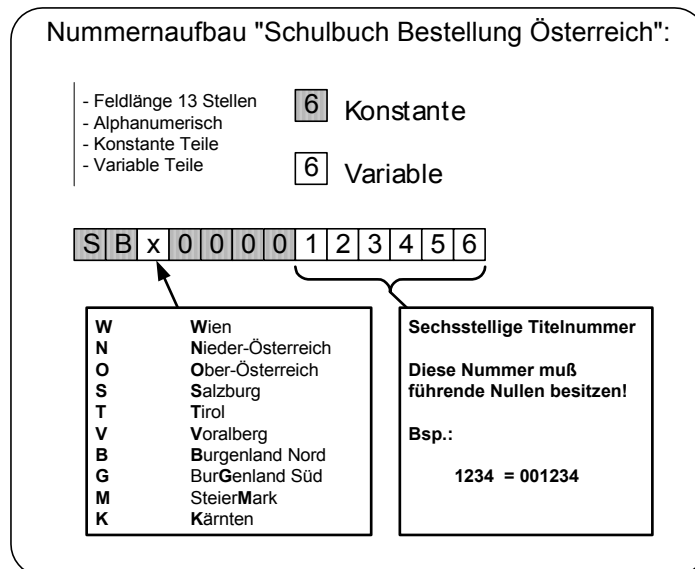 Nummernaufbau "Schulbuch Bestellung Österreich":
- Feldlänge 13 Stellen
- Alphanumerisch
- Konstante Teile
- Variable Teile
6 Konstante
6 Variable
S B x 0 0 0 0 1 2 3 4 5 6
W Wien
N Nieder-Österreich
O Ober-Österreich
S Salzburg
T Tirol
V Voralberg
B Burgenland Nord
G BurGenland Süd
M SteierMark
K Kärnten
Sechsstellige Titelnummer
Diese Nummer muß
führende Nullen besitzen!
Bsp.:
1234 = 001234